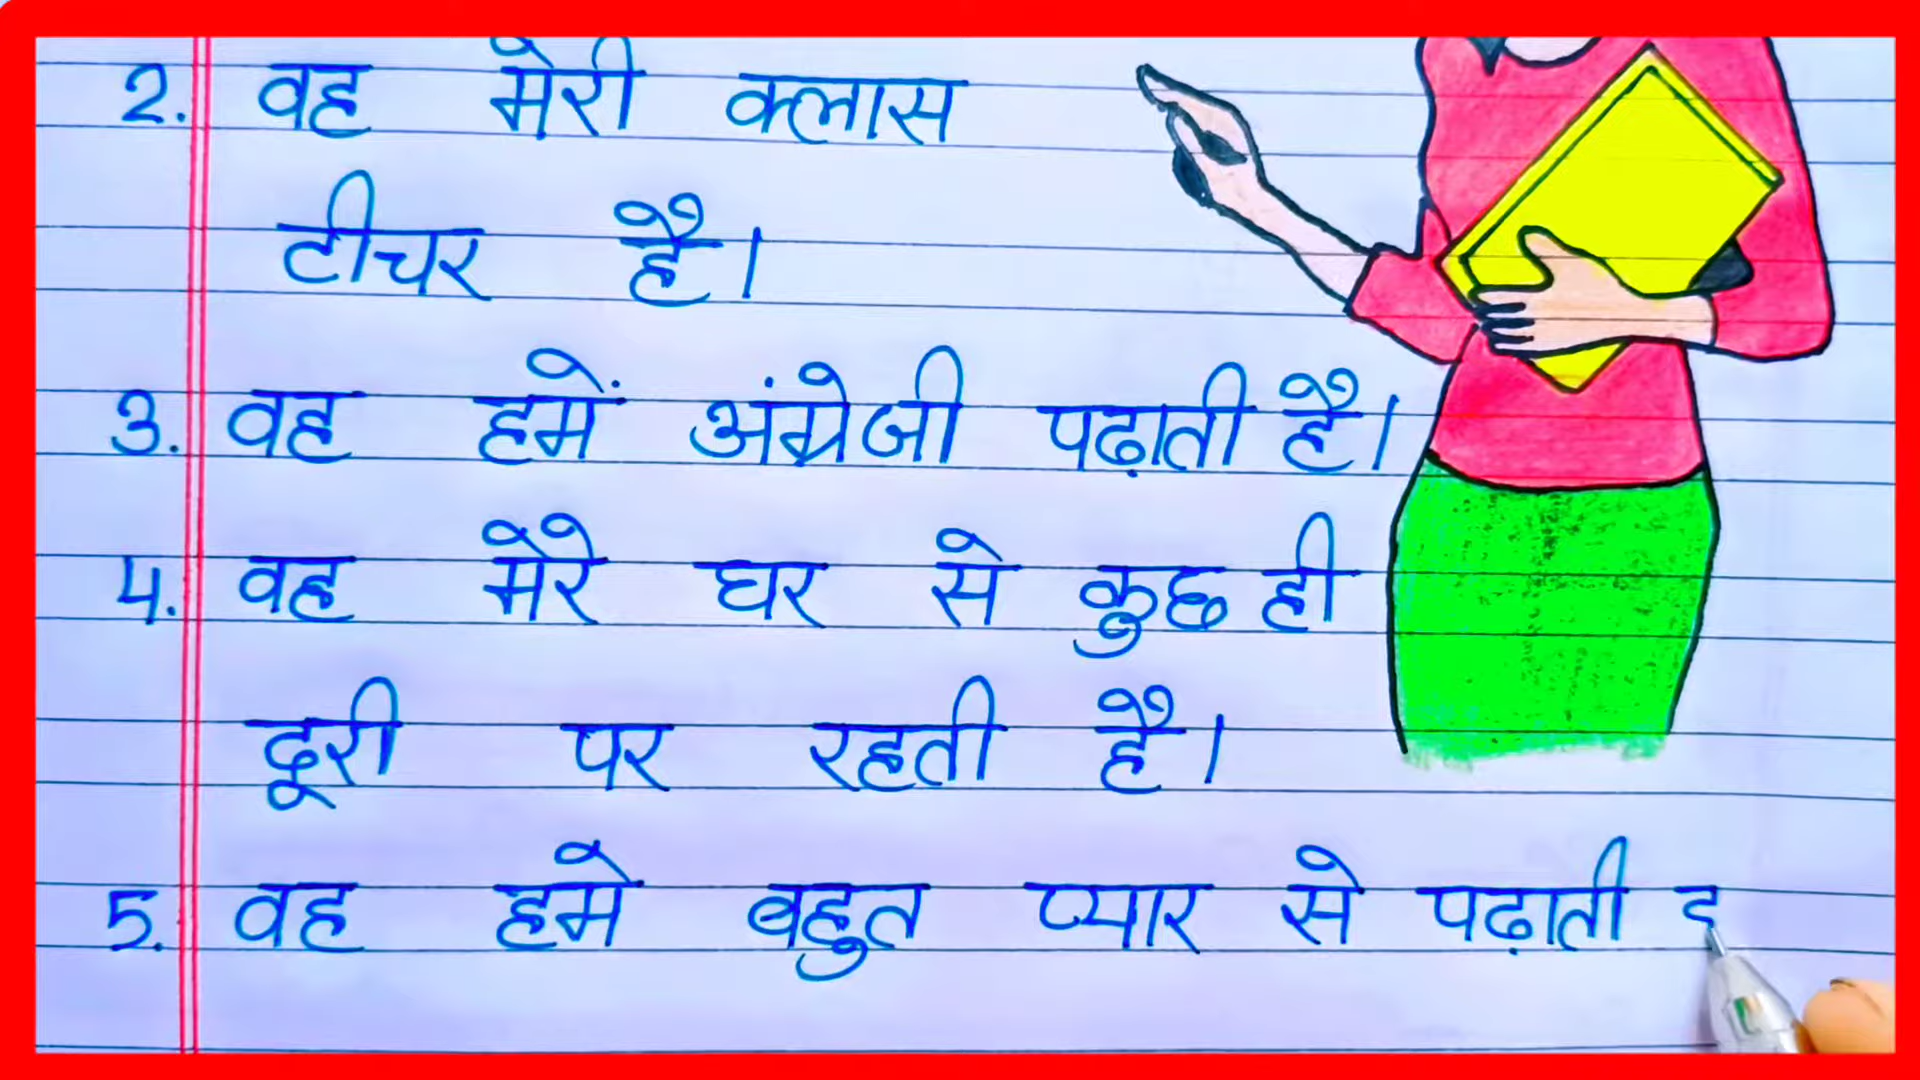 2. वह मेरी क्लास
टीचर है।
3. वह हमें अंग्रेजी पढ़ाती है।
4. वह मेरे घर से कुछ ही
दूरी पर रहती है।
5. वह हमे बहुत प्यार से पढ़ाती